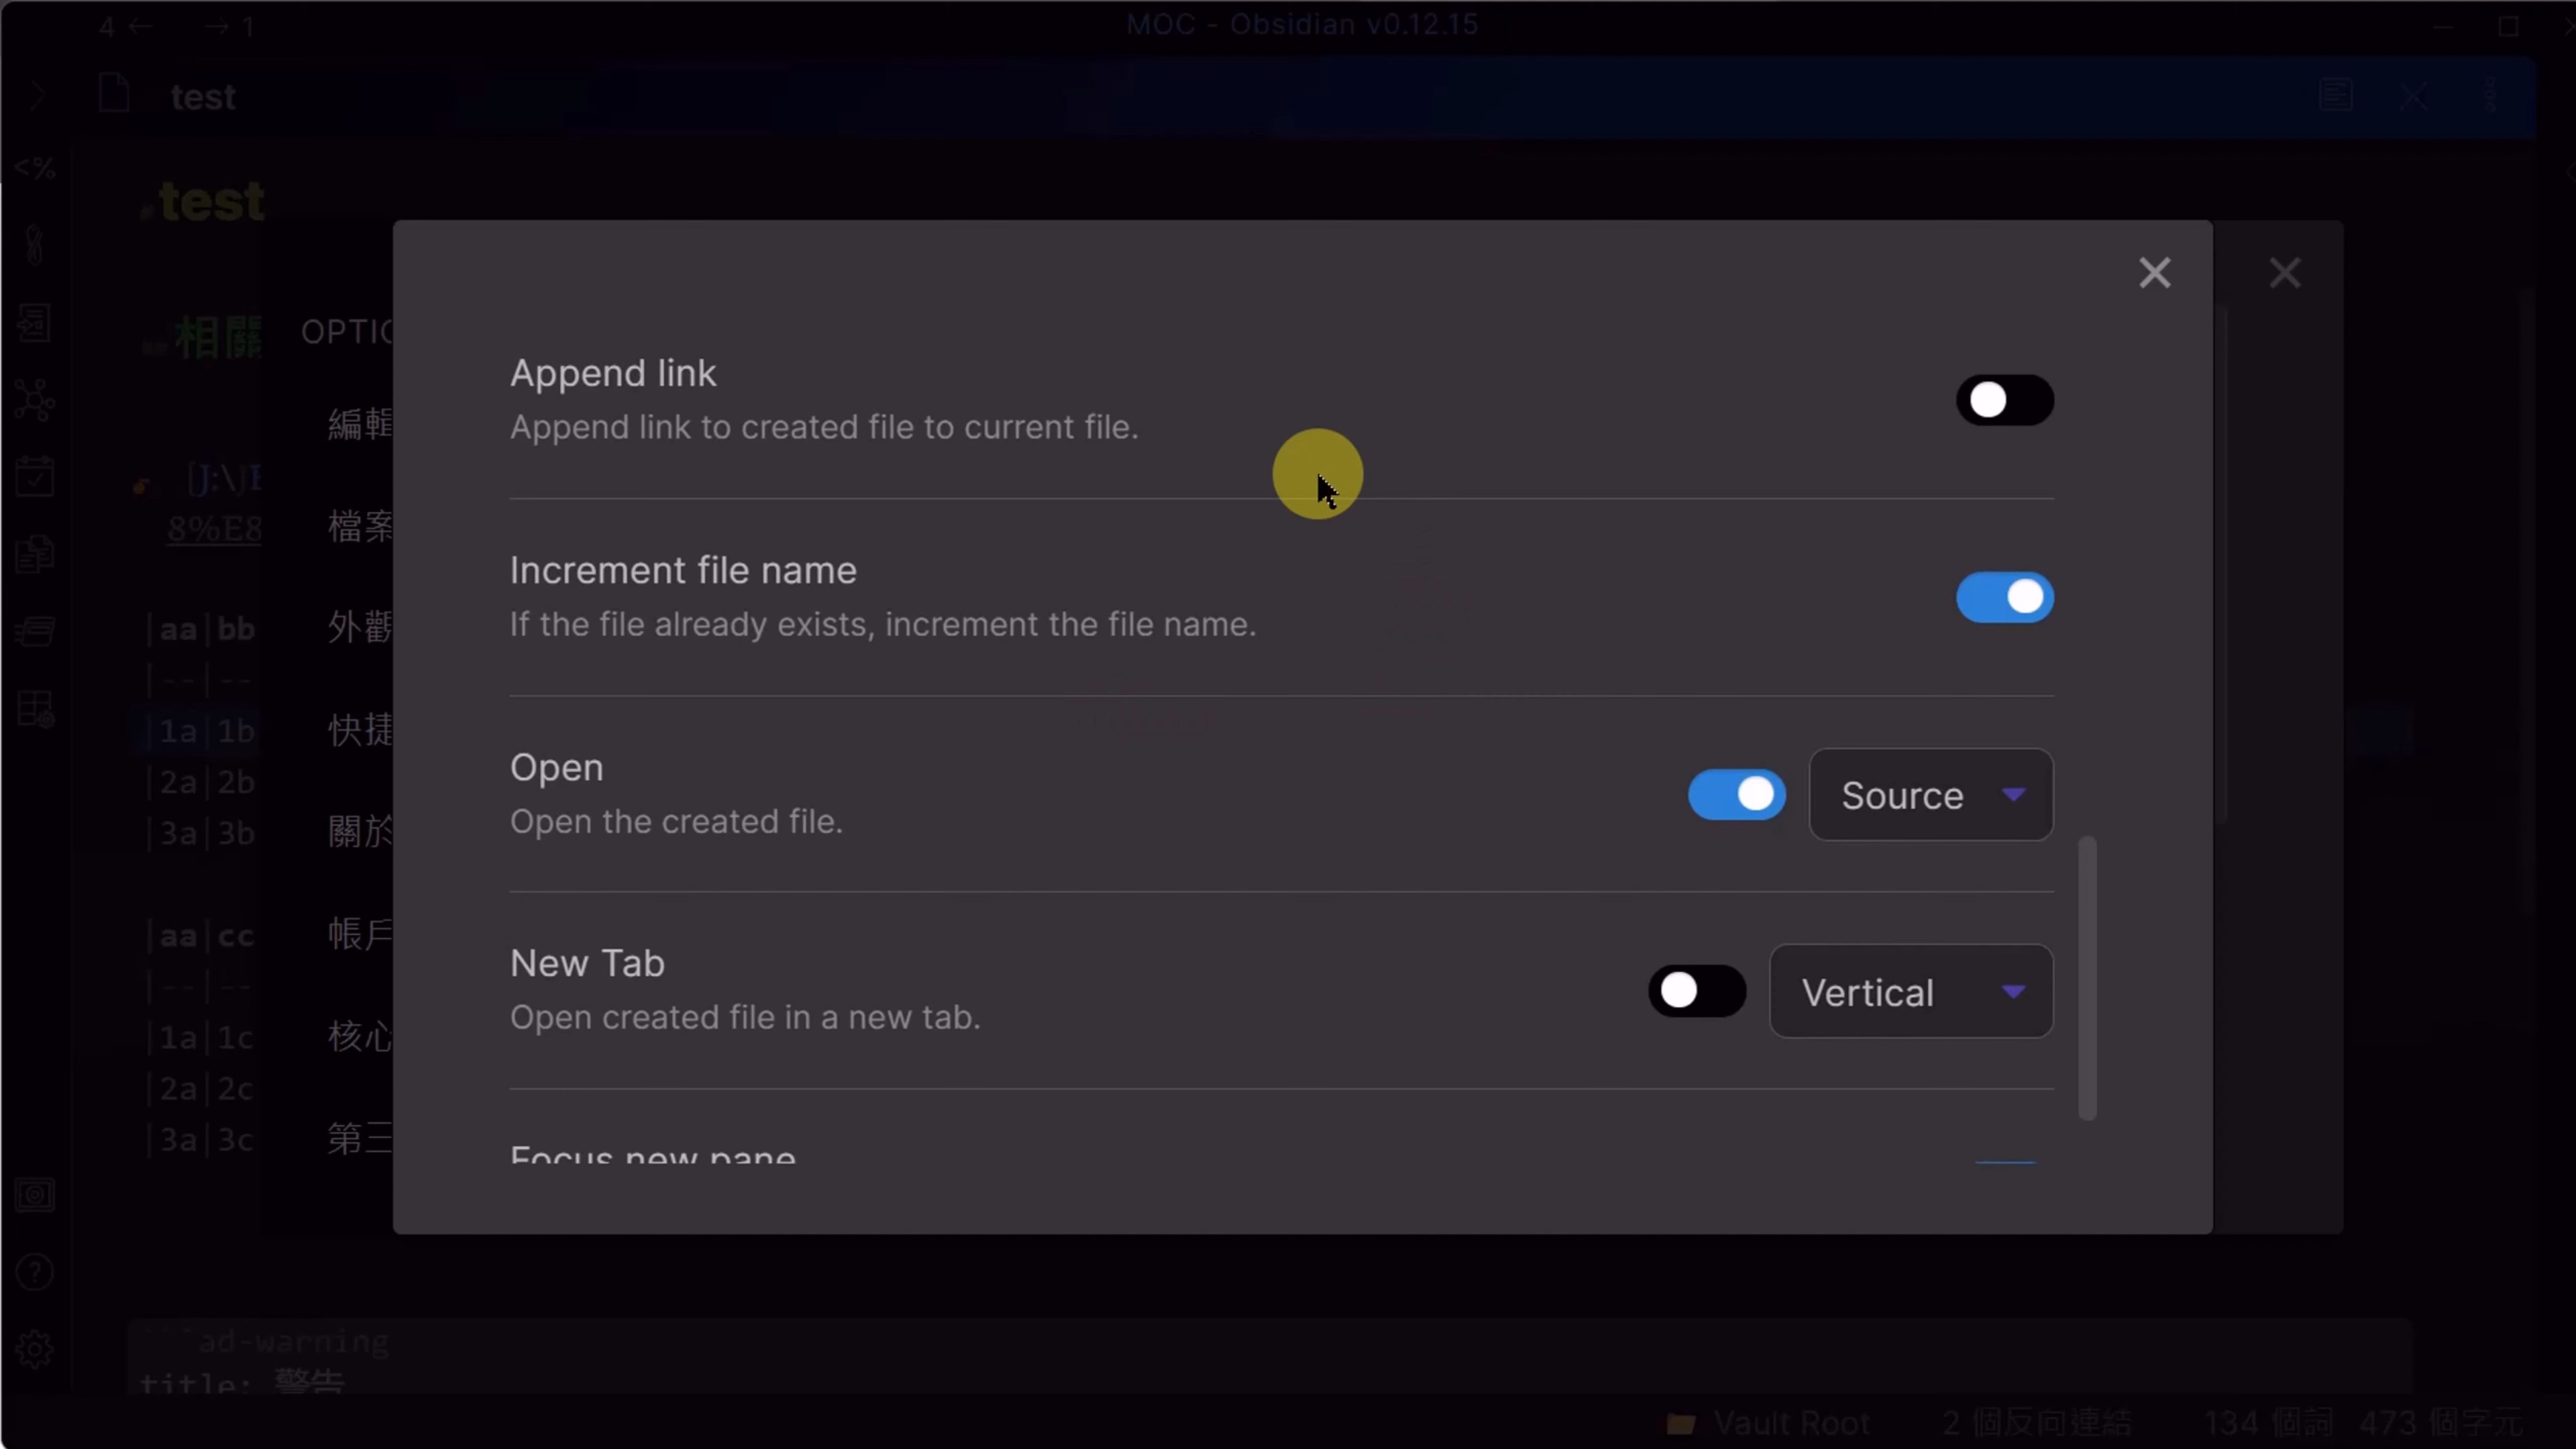 4 ← → 1
MOC - Obsidian v0.12.15
test
<%
test
相關
OPTIO
Append link
Append link to created file to current file.
編輯
[J:\
8%E8
檔案
Increment file name
If the file already exists, increment the file name.
|aa|bb
外觀
|--|--
|1a|1b
快捷
Open
Open the created file.
Source
|2a|2b
|3a|3b
關於
|aa|cc
帳戶
New Tab
Open created file in a new tab.
Vertical
|--|--
|1a|1c
核心
|2a|2c
|3a|3c
第三
Focus new pane
```ad-warning
title: 警告
Vault Root
2 個反向連結
134 個詞
473 個字元